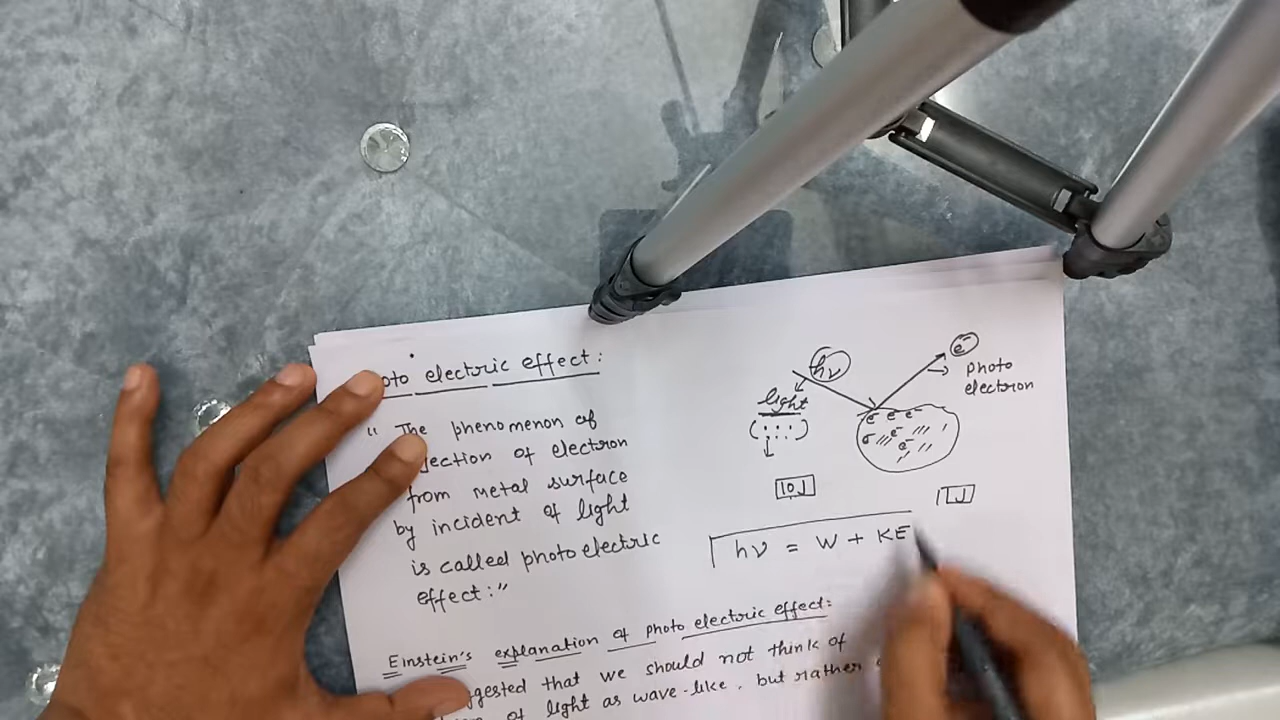 oto electric effect:
" The phenomenon of
jection of electron
from metal surface
by incident of light
is called photo electric
effect:"
hν
e⁻
Photo
electron
light
e⁻ e⁻ e⁻
e⁻ e⁻
e⁻
10J
1J
hν = W + KE
Einstein's explanation of Photo electric effect:
ggested that we should not think of
of light as wave-like, but rather